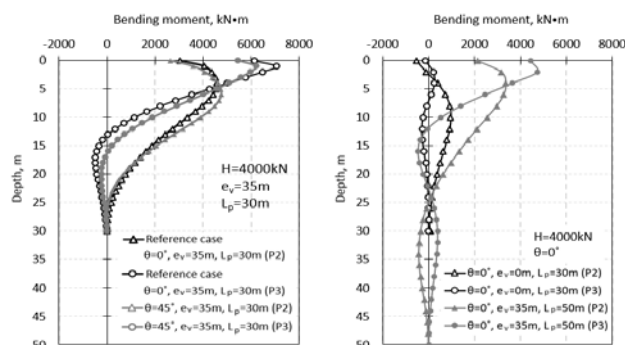 Bending moment, kN•m
-2000 0 2000 4000 6000 8000
0
5
10
15
20
25
30
35
40
45
50
Depth, m
H=4000kN
eᵥ=35m
Lₚ=30m
Reference case
θ=0°, eᵥ=35m, Lₚ=30m (P2)
Reference case
θ=0°, eᵥ=35m, Lₚ=30m (P3)
θ=45°, eᵥ=35m, Lₚ=30m (P2)
θ=45°, eᵥ=35m, Lₚ=30m (P3)
Bending moment, kN•m
-2000 0 2000 4000 6000 8000
0
5
10
15
20
25
30
35
40
45
50
Depth, m
H=4000kN
θ=0°
θ=0°, eᵥ=0m, Lₚ=30m (P2)
θ=0°, eᵥ=0m, Lₚ=30m (P3)
θ=0°, eᵥ=35m, Lₚ=50m (P2)
θ=0°, eᵥ=35m, Lₚ=50m (P3)